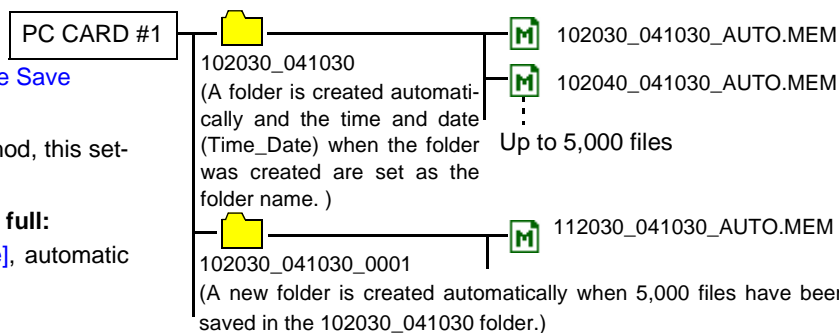 PC CARD #1
102030_041030
(A folder is created automati-
cally and the time and date
(Time_Date) when the folder
was created are set as the
folder name. )
M 102030_041030_AUTO.MEM
M 102040_041030_AUTO.MEM
Up to 5,000 files
e Save
nod, this set-
full:
e], automatic
102030_041030_0001
M 112030_041030_AUTO.MEM
(A new folder is created automatically when 5,000 files have been
saved in the 102030_041030 folder.)